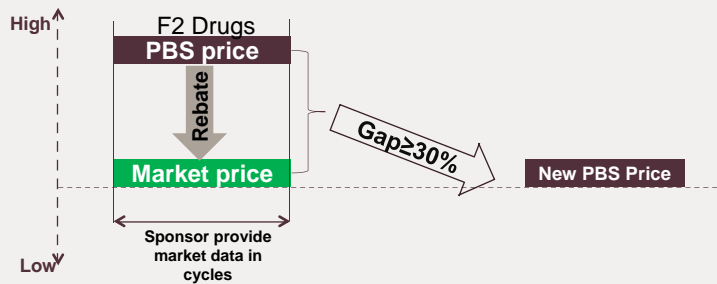 High
F2 Drugs
PBS price
Rebate
Gap≥30%
Market price
New PBS Price
Sponsor provide
market data in
cycles
Low